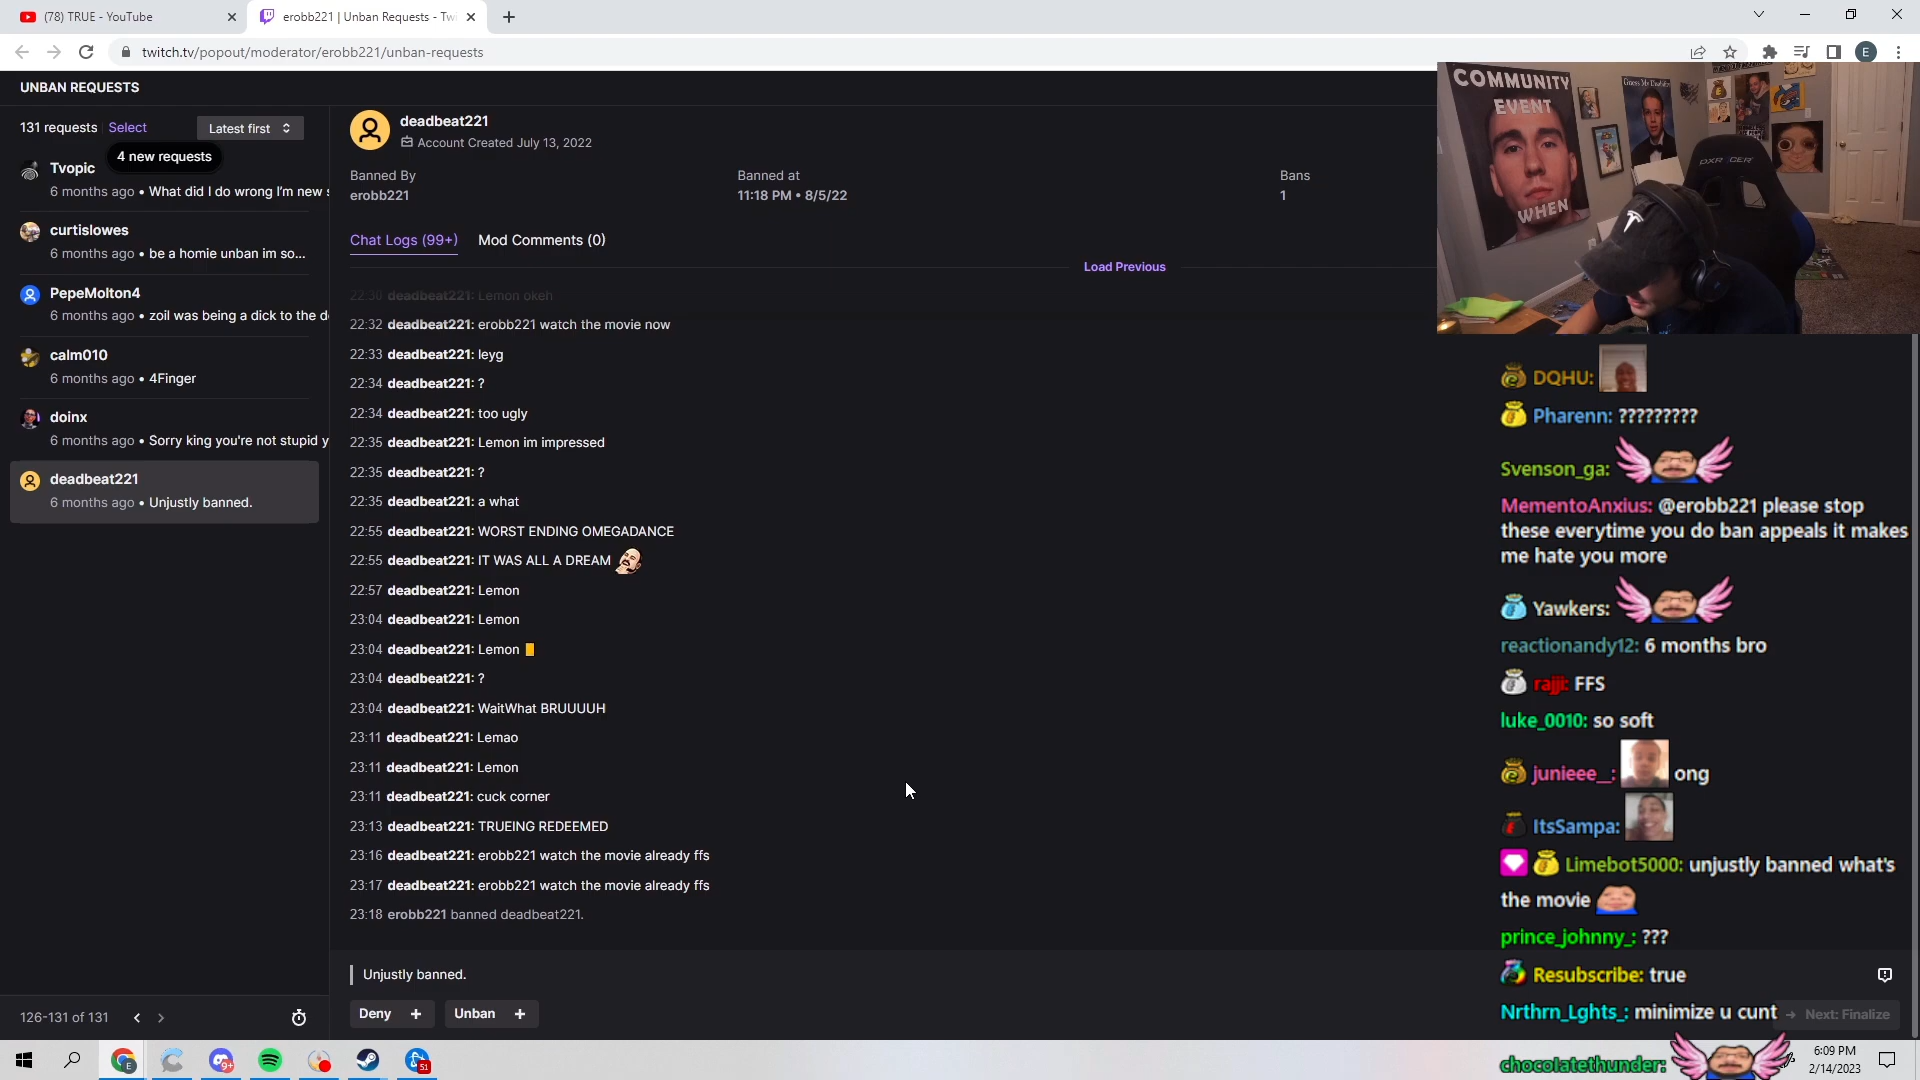 (78) TRUE - YouTube
erobb221 | Unban Requests - Twi
twitch.tv/popout/moderator/erobb221/unban-requests
E
UNBAN REQUESTS
131 requests Select
Latest first
4 new requests
Tvopic
6 months ago • What did I do wrong I'm new s
curtislowes
6 months ago • be a homie unban im so...
PepeMolton4
6 months ago • zoil was being a dick to the d
calm010
6 months ago • 4Finger
doinx
6 months ago • Sorry king you're not stupid y
deadbeat221
6 months ago • Unjustly banned.
126-131 of 131
deadbeat221
Account Created July 13, 2022
Banned By
erobb221
Banned at
11:18 PM • 8/5/22
Bans
1
Chat Logs (99+)
Mod Comments (0)
Load Previous
22:30 deadbeat221: Lemon okeh
22:32 deadbeat221: erobb221 watch the movie now
22:33 deadbeat221: leyg
22:34 deadbeat221: ?
22:34 deadbeat221: too ugly
22:35 deadbeat221: Lemon im impressed
22:35 deadbeat221: ?
22:35 deadbeat221: a what
22:55 deadbeat221: WORST ENDING OMEGADANCE
22:55 deadbeat221: IT WAS ALL A DREAM
22:57 deadbeat221: Lemon
23:04 deadbeat221: Lemon
23:04 deadbeat221: Lemon
23:04 deadbeat221: ?
23:04 deadbeat221: WaitWhat BRUUUUH
23:11 deadbeat221: Lemao
23:11 deadbeat221: Lemon
23:11 deadbeat221: cuck corner
23:13 deadbeat221: TRUEING REDEEMED
23:16 deadbeat221: erobb221 watch the movie already ffs
23:17 deadbeat221: erobb221 watch the movie already ffs
23:18 erobb221 banned deadbeat221.
Unjustly banned.
Deny +
Unban +
Next: Finalize
COMMUNITY
EVENT
WHEN
DQHU:
Pharenn: ?????????
Svenson_ga:
MementoAnxius: @erobb221 please stop
these everytime you do ban appeals it makes
me hate you more
Yawkers:
reactionandy12: 6 months bro
rajji: FFS
luke_0010: so soft
junieee__: ong
ItsSampa:
Limebot5000: unjustly banned what's
the movie
prince_johnny_: ???
Resubscribe: true
Nrthrn_Lghts_: minimize u cunt
chocolatethunder:
9+
51
6:09 PM
2/14/2023